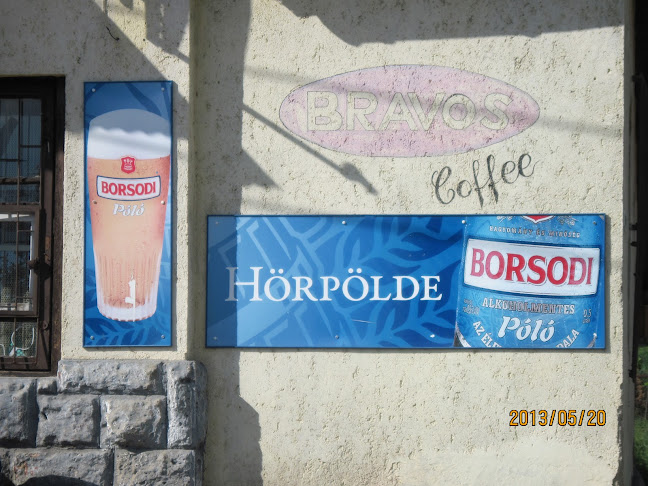 BRAVOS
Coffee
BORSODI
Póló
HÖRPÖLDE
BORSODI
ALKOHOLMENTES
Póló
2013/05/20